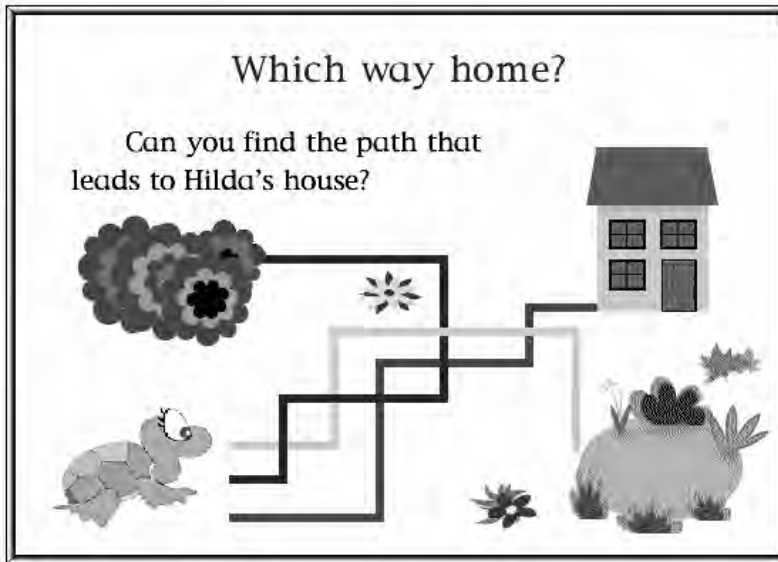 Which way home?
Can you find the path that
leads to Hilda's house?